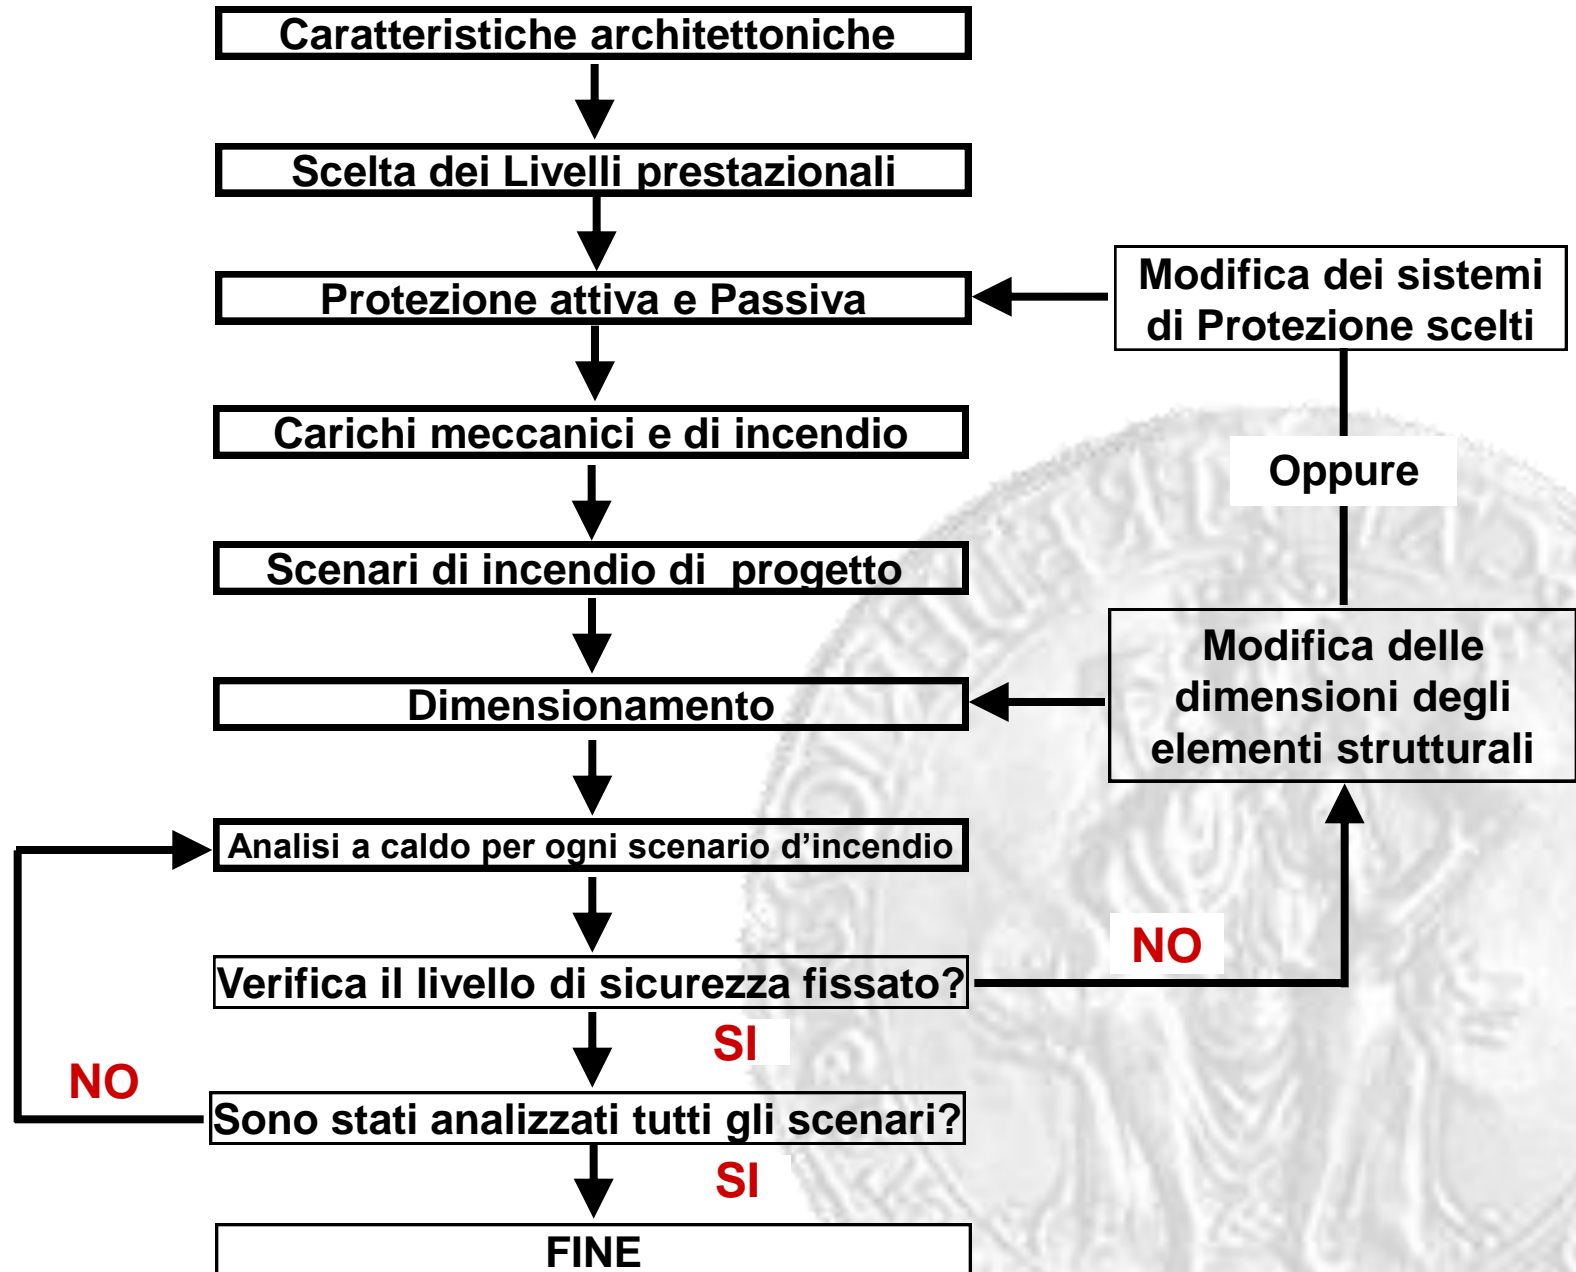 Caratteristiche architettoniche
Scelta dei Livelli prestazionali
Protezione attiva e Passiva
Modifica dei sistemi
di Protezione scelti
Carichi meccanici e di incendio
Oppure
Scenari di incendio di progetto
Modifica delle
dimensioni degli
elementi strutturali
Dimensionamento
Analisi a caldo per ogni scenario d’incendio
NO
Verifica il livello di sicurezza fissato?
SI
NO
Sono stati analizzati tutti gli scenari?
SI
FINE